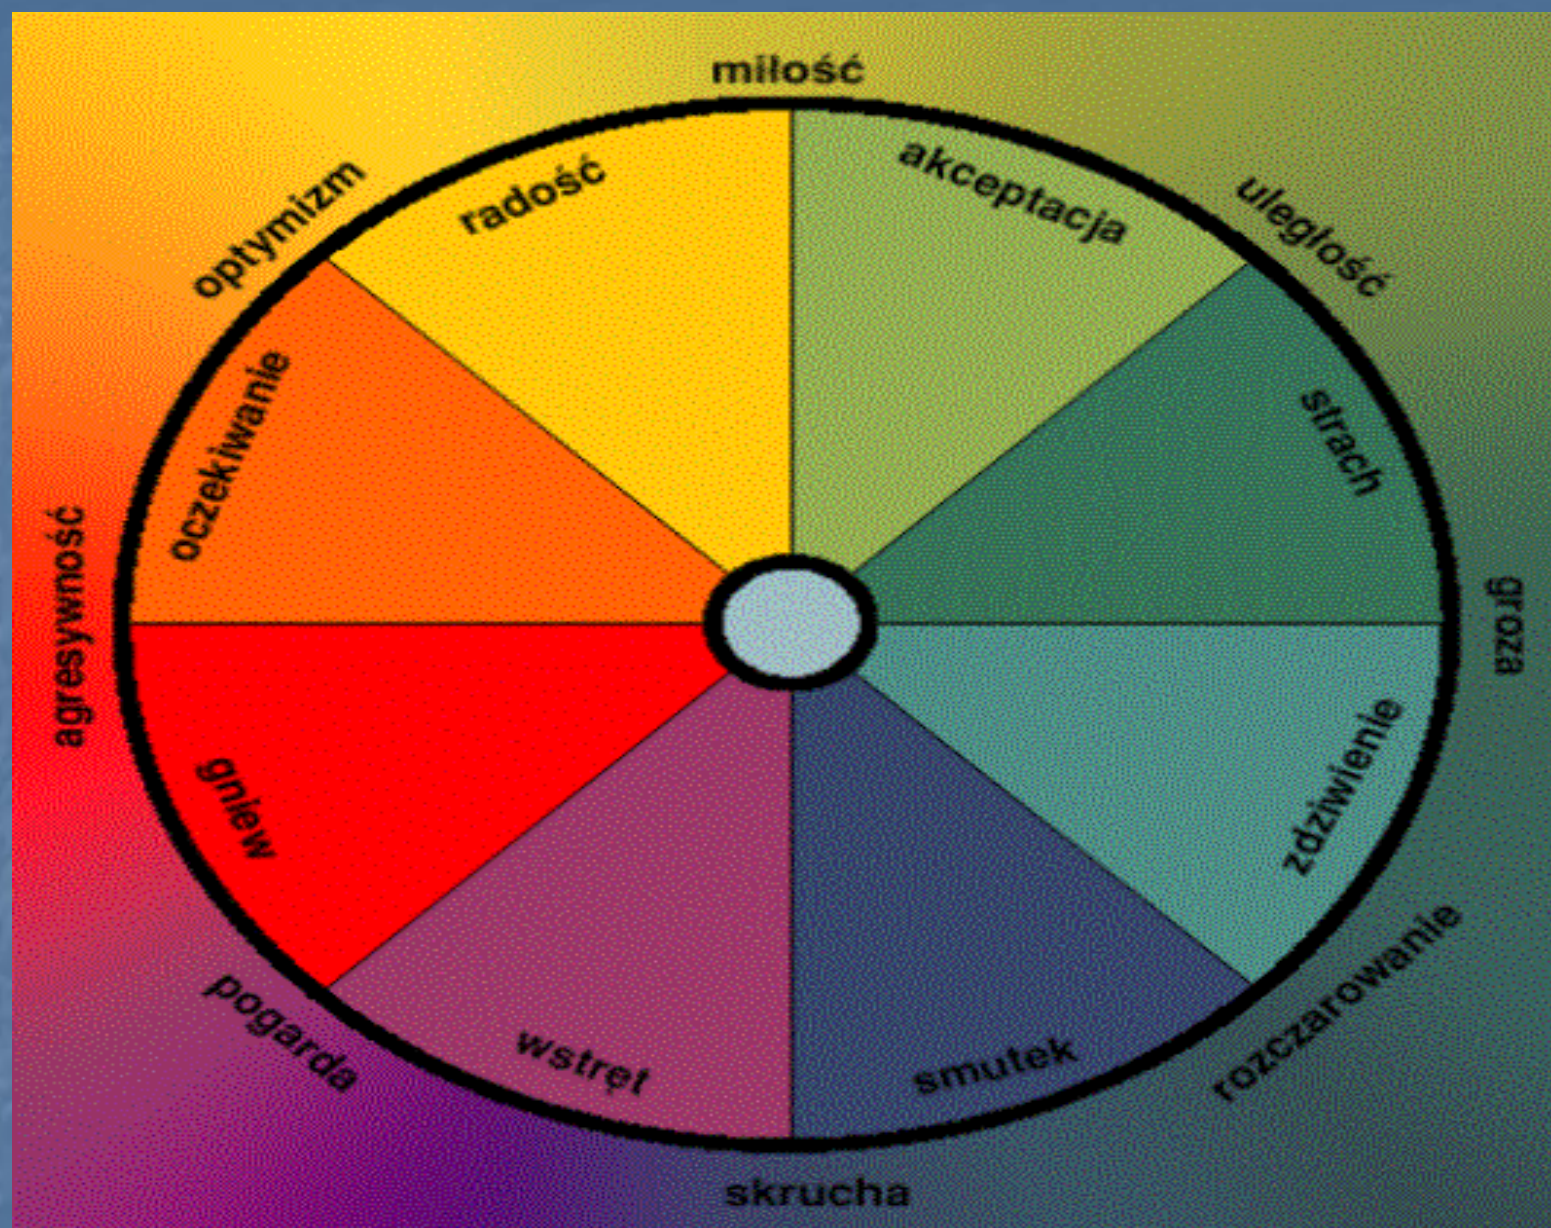 miłość
optymizm
radość
akceptacja
uległość
oczekiwanie
strach
agresywność
groza
gniew
zdziwienie
pogarda
wstręt
smutek
rozczarowanie
skrucha